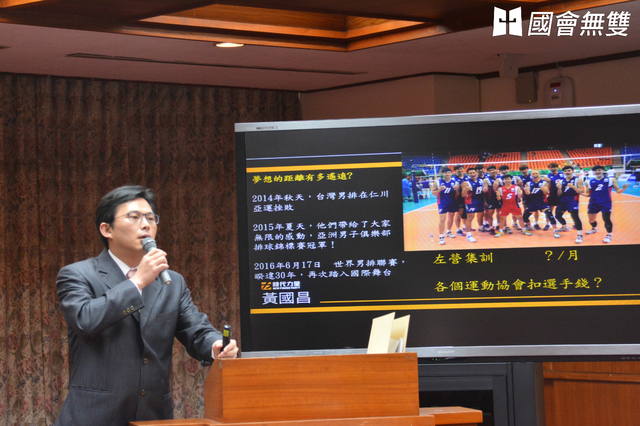 國會無雙
夢想的距離有多遙遠?
2014年秋天,台灣男排在仁川
亞運挫敗
2015年夏天,他們帶給了大家
無限的感動,亞洲男子俱樂部
排球錦標賽冠軍!
2016年6月17日 世界男排聯賽,
睽違30年,再次踏入國際舞台
時代力量
黃國昌
左營集訓 ?/月
各個運動協會扣選手錢?